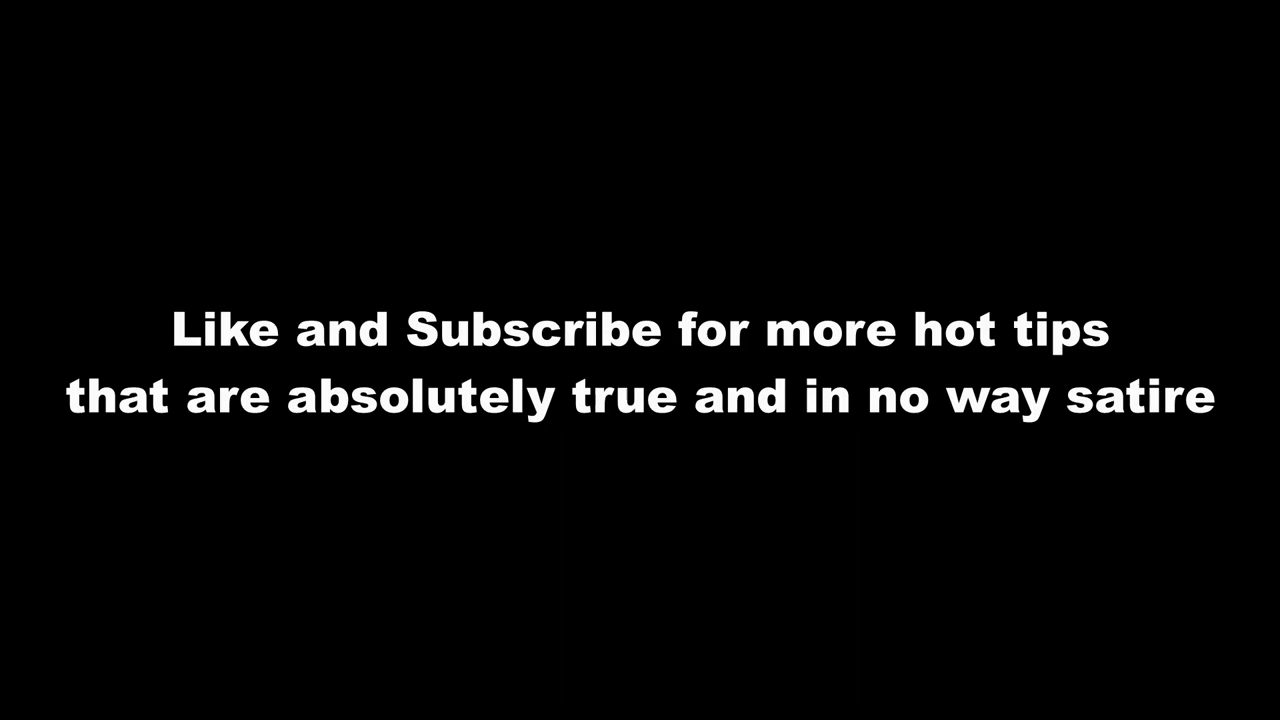 Like and Subscribe for more hot tips
that are absolutely true and in no way satire